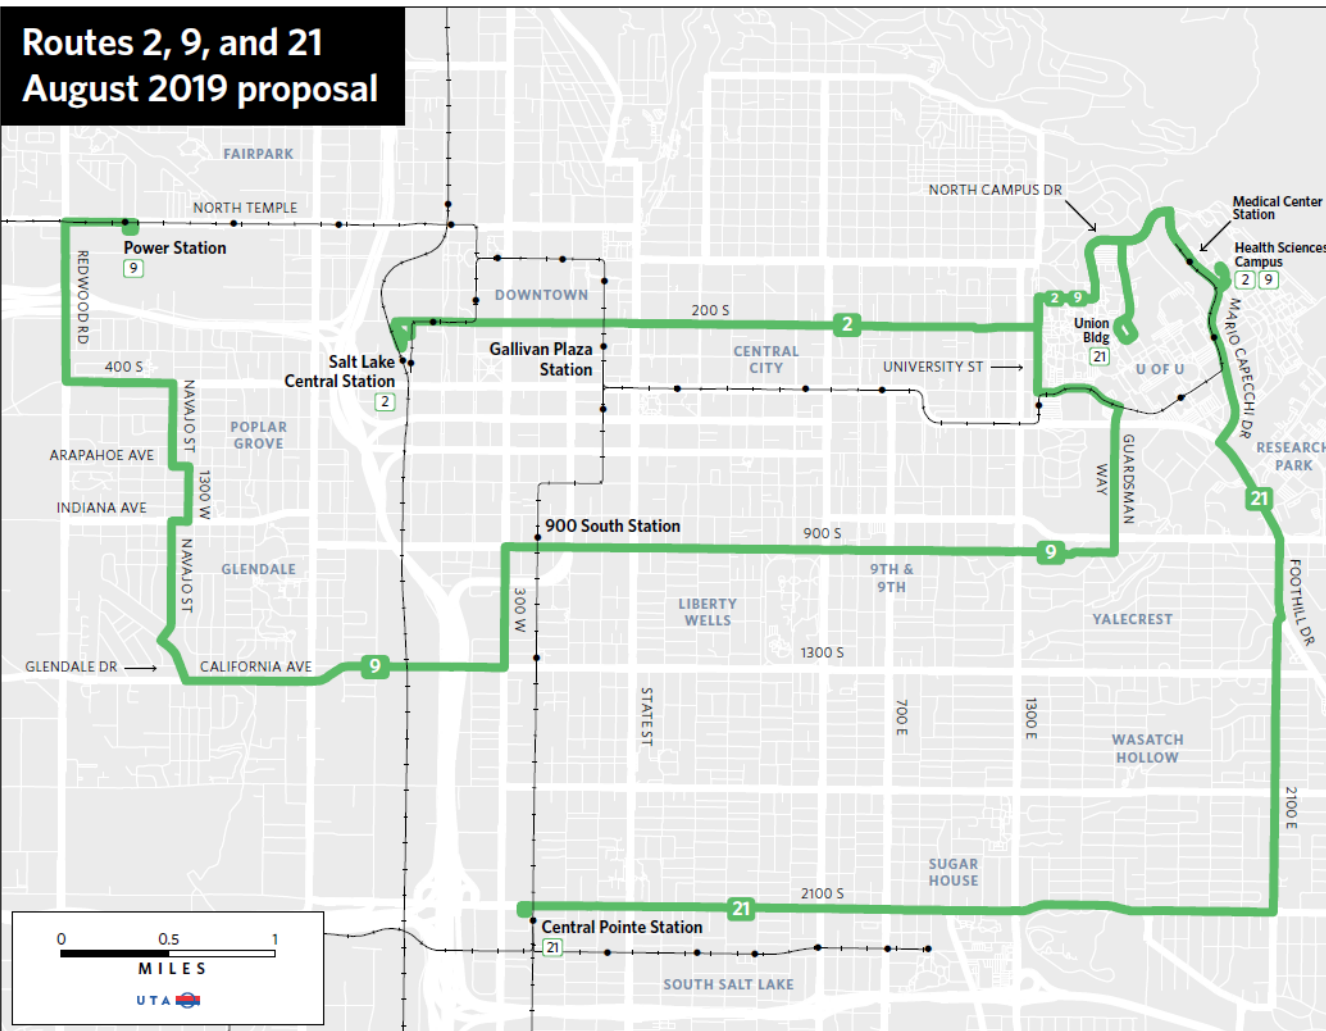 Routes 2, 9, and 21
August 2019 proposal
FAIRPARK
NORTH TEMPLE
Power Station
9
REDWOOD RD
DOWNTOWN
NORTH CAMPUS DR
Medical Center
Station
Health Sciences
Campus
2 9
2 9
200 S
2
Union
Bldg
21
MARIO CAPECCHI DR
Gallivan Plaza
Station
CENTRAL
CITY
UNIVERSITY ST
U OF U
Salt Lake
Central Station
2
400 S
NAVAJO ST
POPLAR
GROVE
ARAPAHOE AVE
1300 W
INDIANA AVE
GUARDSMAN
WAY
RESEARCH
PARK
21
900 South Station
900 S
9
NAVAJO ST
GLENDALE
300 W
9TH &
9TH
LIBERTY
WELLS
YALECREST
FOOTHILL DR
GLENDALE DR
CALIFORNIA AVE
9
1300 S
STATE ST
700 E
1300 E
WASATCH
HOLLOW
2100 E
SUGAR
HOUSE
21
2100 S
Central Pointe Station
21
SOUTH SALT LAKE
0 0.5 1
MILES
UTA